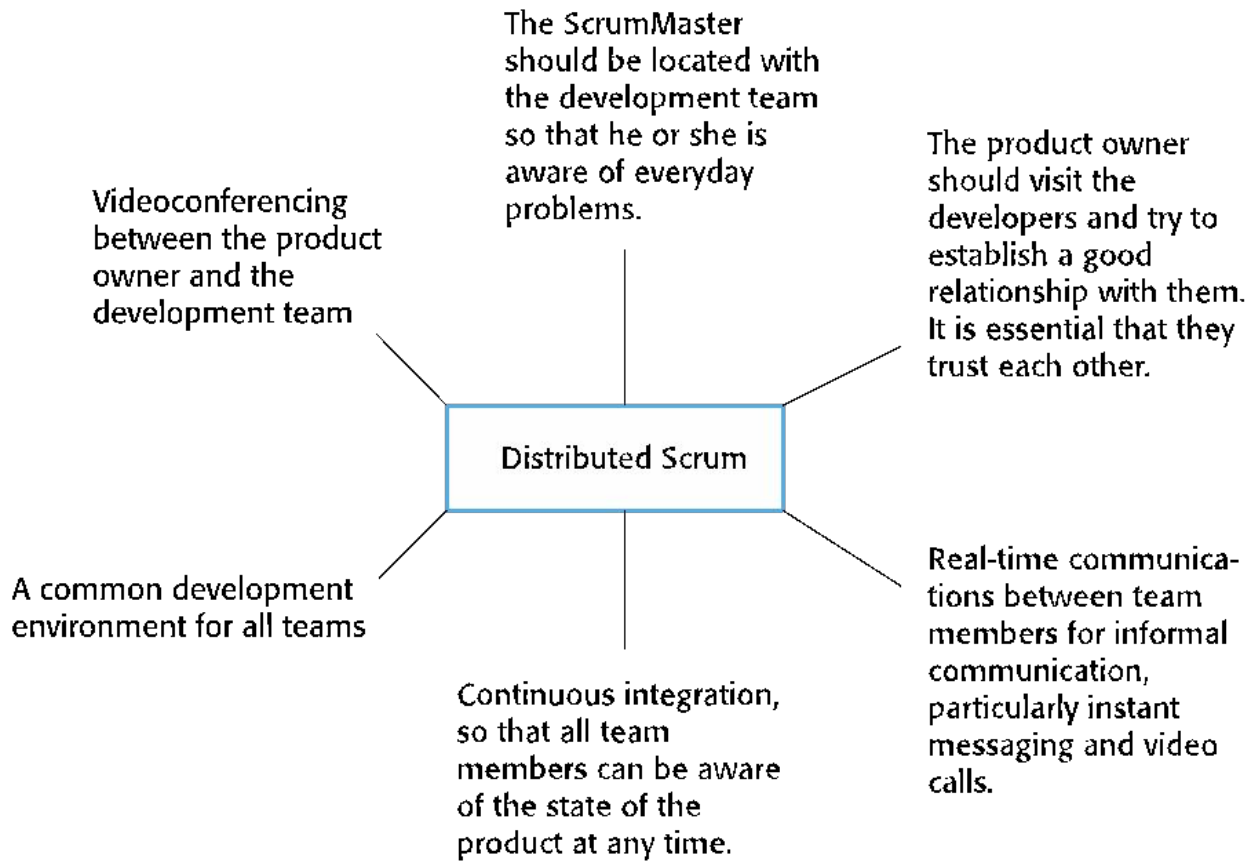 The ScrumMaster
should be located with
the development team
so that he or she is
aware of everyday
problems.
The product owner
should visit the
developers and try to
establish a good
relationship with them.
It is essential that they
trust each other.
Videoconferencing
between the product
owner and the
development team
Distributed Scrum
A common development
environment for all teams
Real-time communica-
tions between team
members for informal
communication,
particularly instant
messaging and video
calls.
Continuous integration,
so that all team
members can be aware
of the state of the
product at any time.